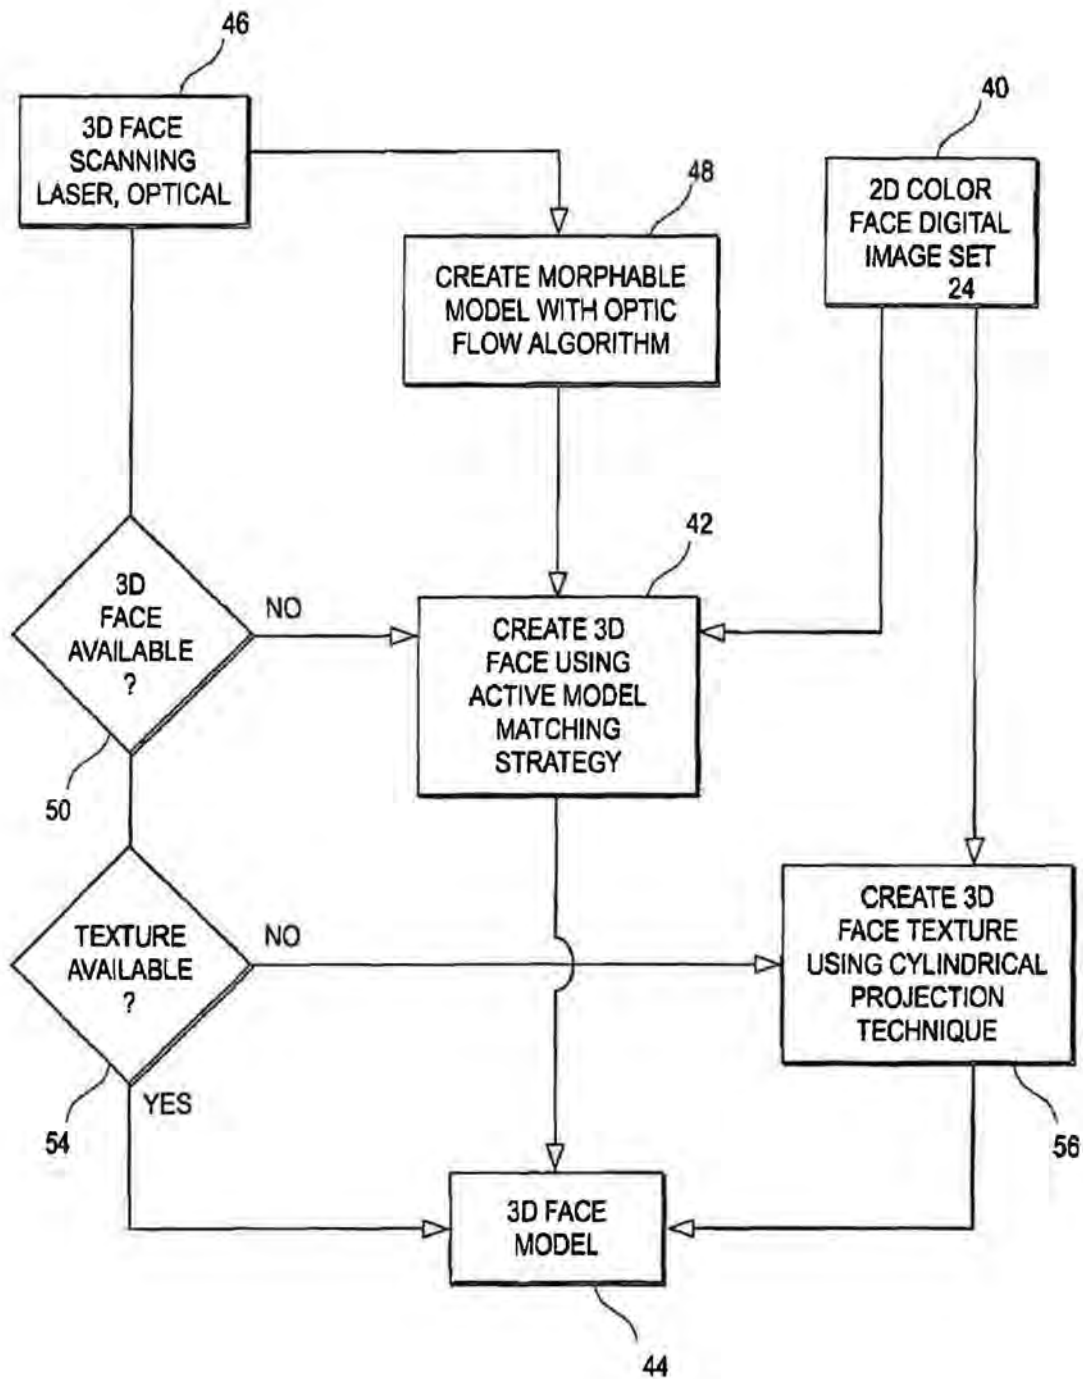 46
3D FACE
SCANNING
LASER, OPTICAL
40
2D COLOR
FACE DIGITAL
IMAGE SET
24
48
CREATE MORPHABLE
MODEL WITH OPTIC
FLOW ALGORITHM
3D
FACE
AVAILABLE
?
NO
50
42
CREATE 3D
FACE USING
ACTIVE MODEL
MATCHING
STRATEGY
TEXTURE
AVAILABLE
?
NO
YES
54
CREATE 3D
FACE TEXTURE
USING CYLINDRICAL
PROJECTION
TECHNIQUE
56
3D FACE
MODEL
44